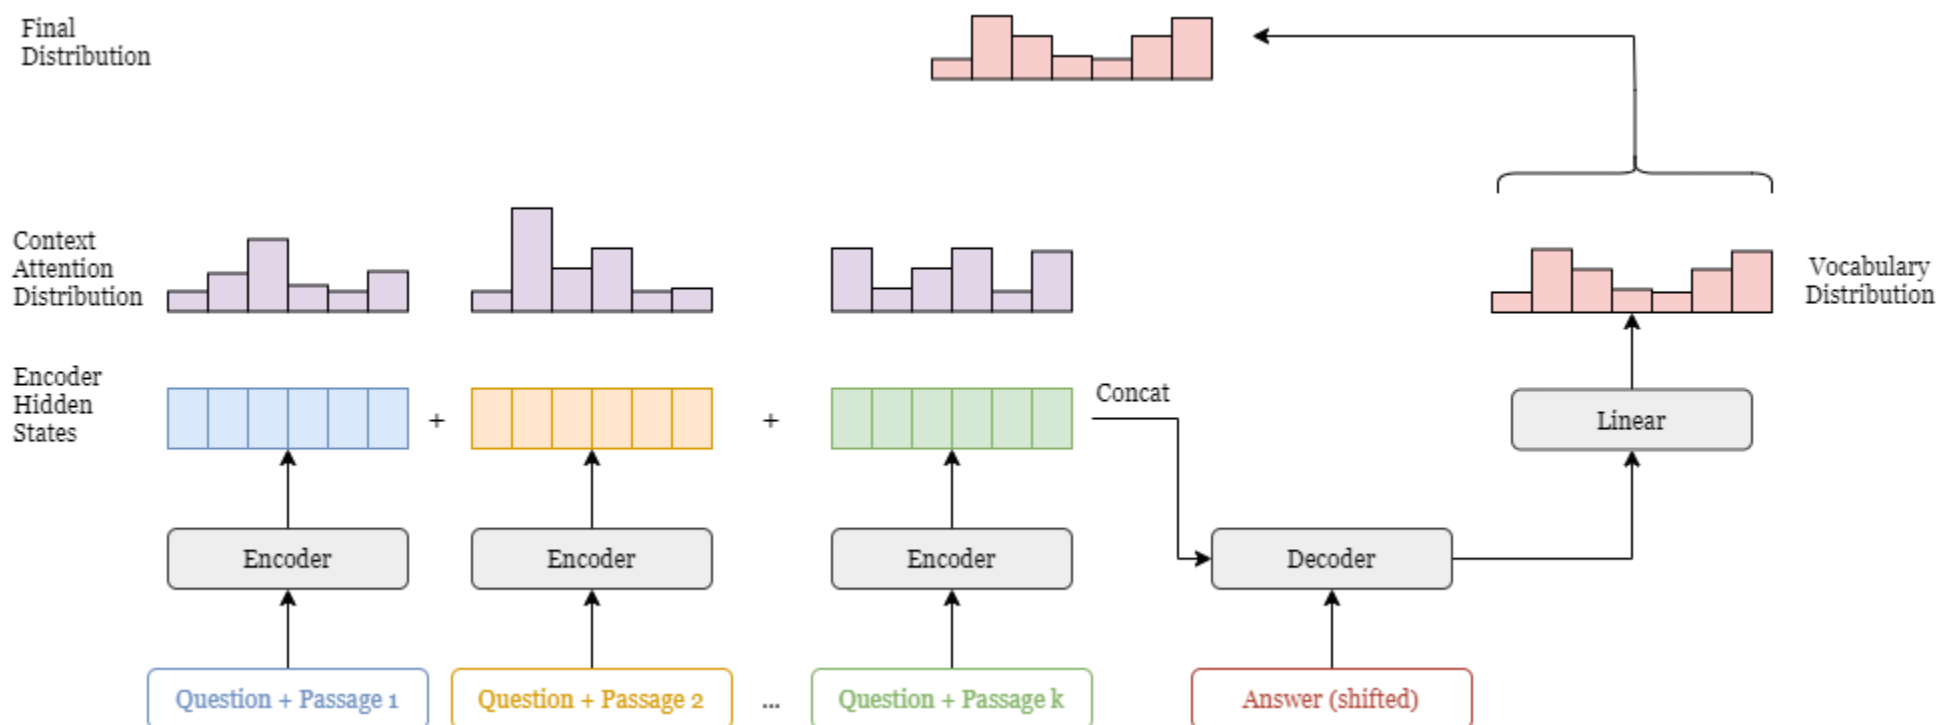 Final
Distribution
Context
Attention
Distribution
Vocabulary
Distribution
Encoder
Hidden
States
+
+
Concat
Linear
Encoder
Encoder
Encoder
Decoder
Question + Passage 1
Question + Passage 2
...
Question + Passage k
Answer (shifted)